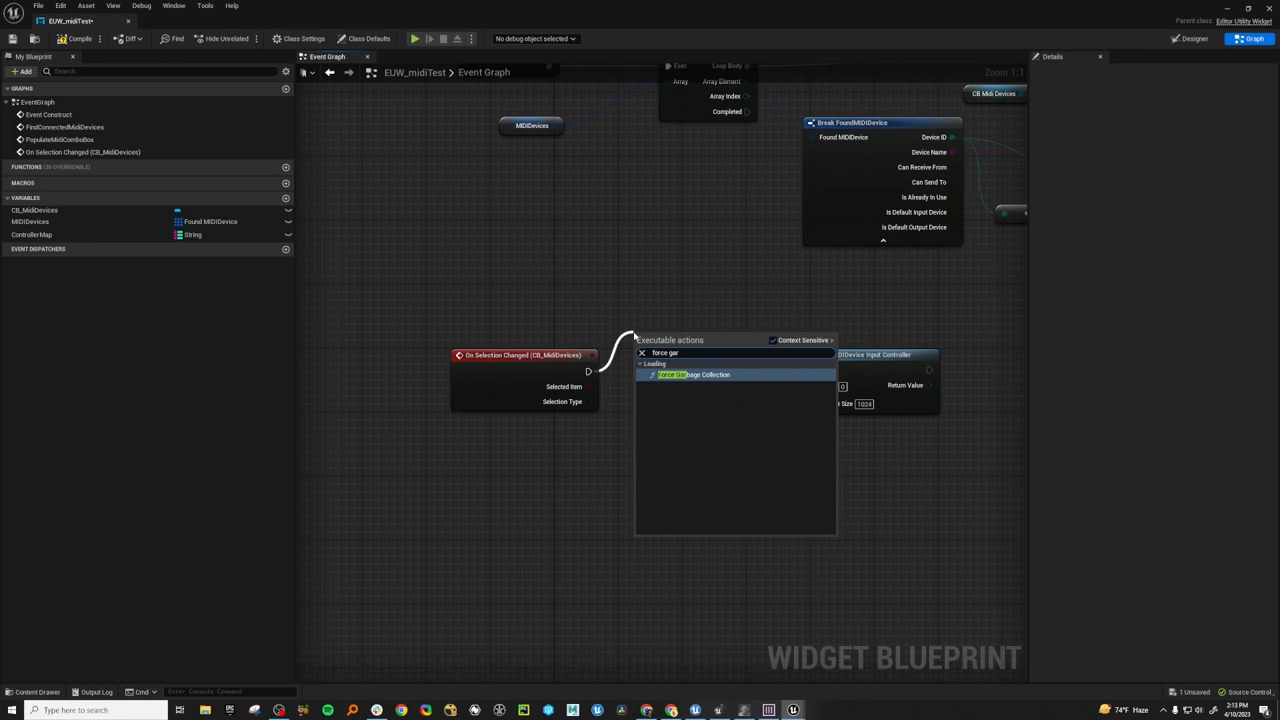 File Edit Asset View Debug Window Tools Help
EUW_midiTest*
Parent class: Editor Utility Widget
Compile Diff Find Hide Unrelated Class Settings Class Defaults No debug object selected Designer Graph
My Blueprint Event Graph Details
Add Search
EUW_midiTest > Event Graph Zoom 1:1
GRAPHS
EventGraph
Event Construct
FindConnectedMidiDevices
PopulateMidiComboBox
On Selection Changed (CB_MidiDevices)
FUNCTIONS (39 OVERRIDABLE)
MACROS
VARIABLES
CB_MidiDevices
MIDIDevices Found MIDIDevice
ControllerMap String
EVENT DISPATCHERS
Exec Loop Body
Array Array Element
Array Index
Completed
MIDIDevices
CB Midi Devices
Break FoundMIDIDevice
Found MIDIDevice Device ID
Device Name
Can Receive From
Can Send To
Is Already In Use
Is Default Input Device
Is Default Output Device
On Selection Changed (CB_MidiDevices)
Selected Item
Selection Type
Executable actions Context Sensitive
force gar
Loading
Force Garbage Collection
DIDevice Input Controller
0 Return Value
r Size 1024
WIDGET BLUEPRINT
Content Drawer Output Log Cmd Enter Console Command 1 Unsaved Source Control
Type here to search
74°F Haze
2:13 PM
4/10/2023